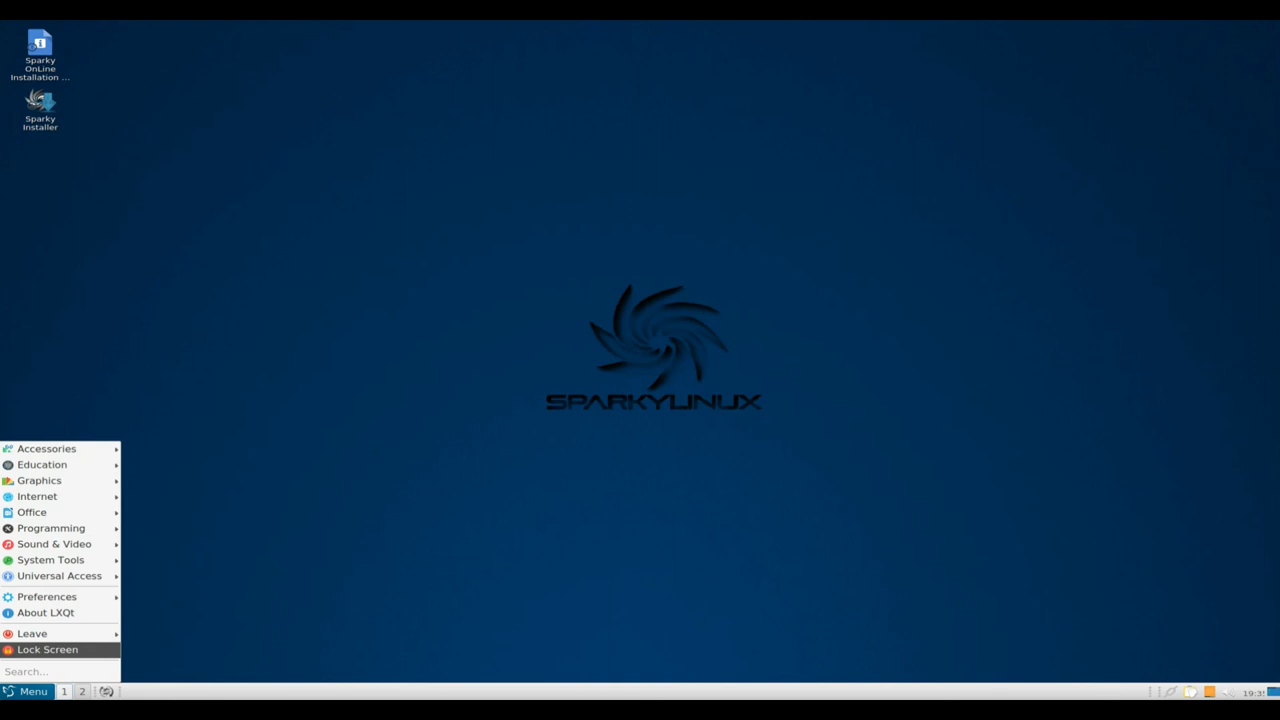 Sparky
OnLine
Installation ...
Sparky
Installer
SPARKYLINUX
Accessories
Education
Graphics
Internet
Office
Programming
Sound & Video
System Tools
Universal Access
Preferences
About LXQt
Leave
Lock Screen
Search...
Menu 1 2